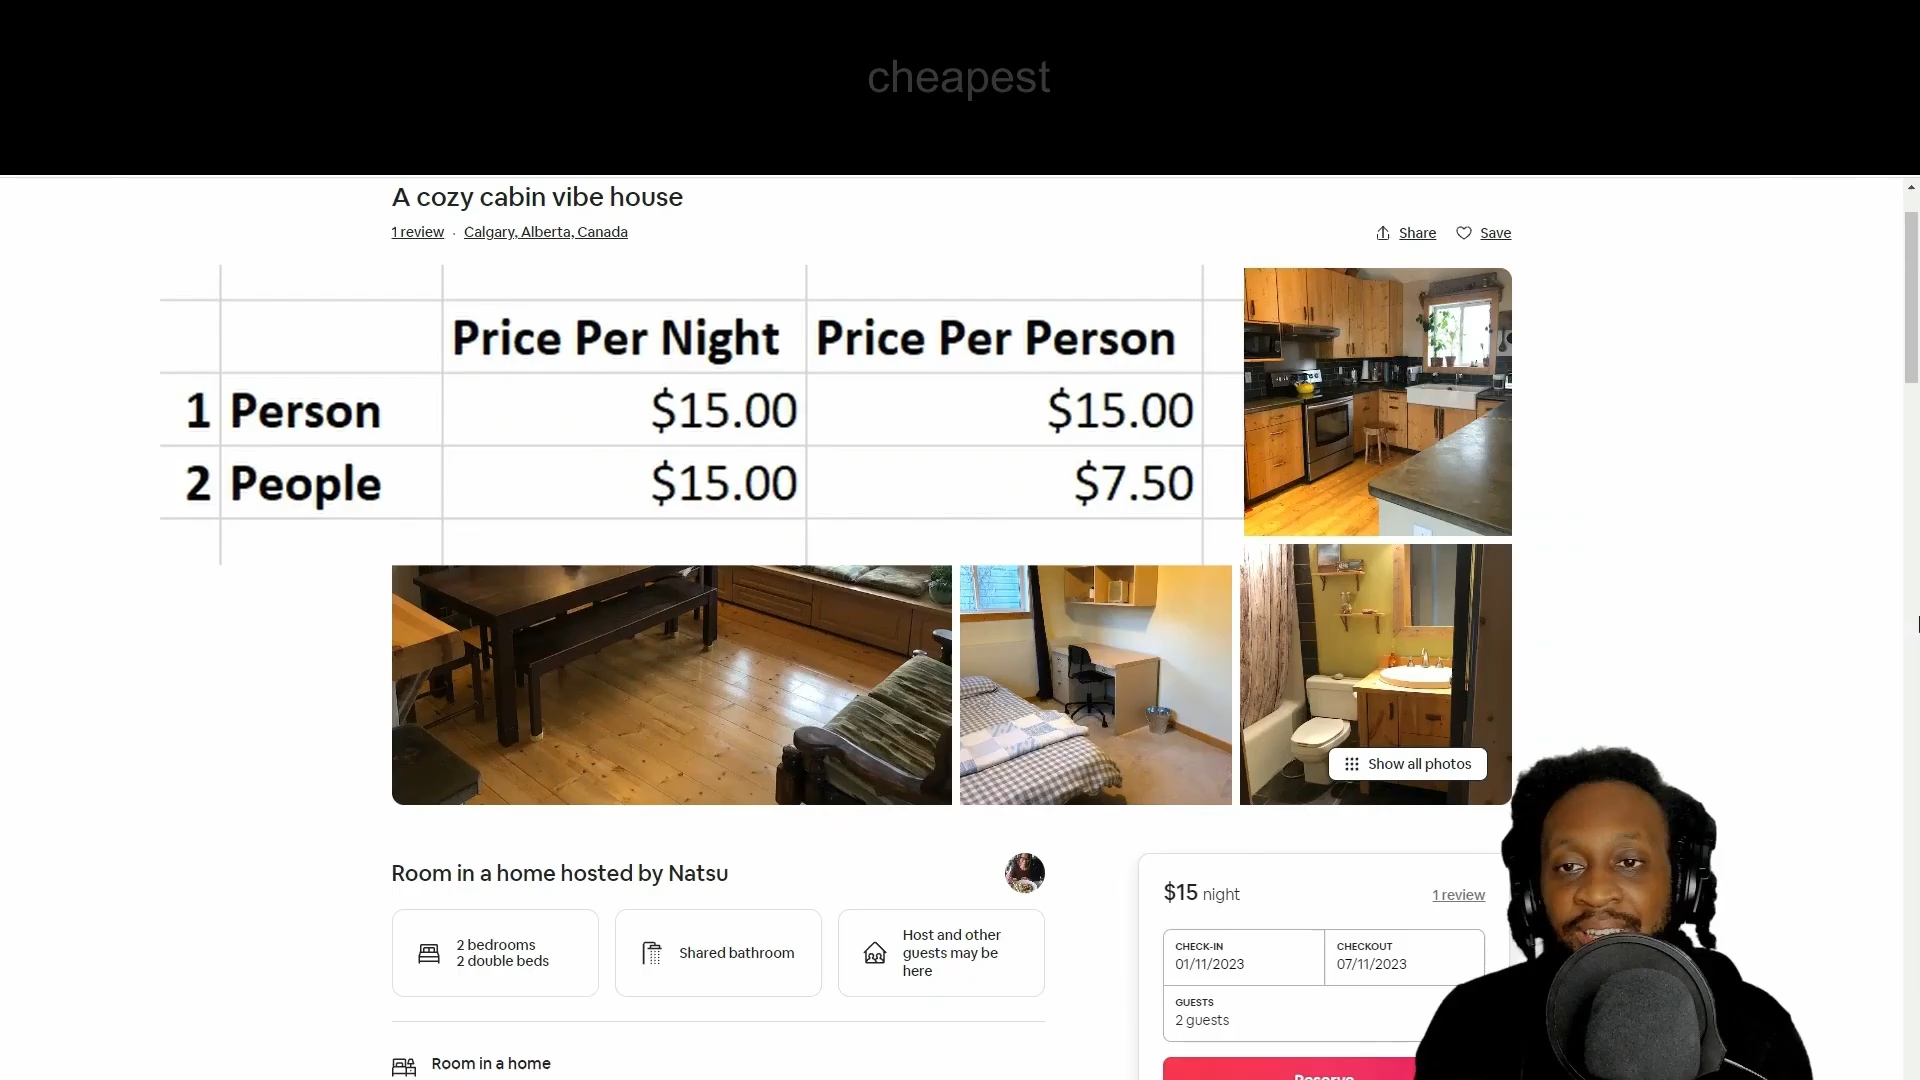 cheapest
A cozy cabin vibe house
1 review · Calgary, Alberta, Canada
Share
Save
Price Per Night
Price Per Person
1 Person $15.00 $15.00
2 People $15.00 $7.50
Show all photos
Room in a home hosted by Natsu
2 bedrooms
2 double beds
Shared bathroom
Host and other
guests may be
here
Room in a home
$15 night
1 review
CHECK-IN
01/11/2023
CHECKOUT
07/11/2023
GUESTS
2 guests
Reserve